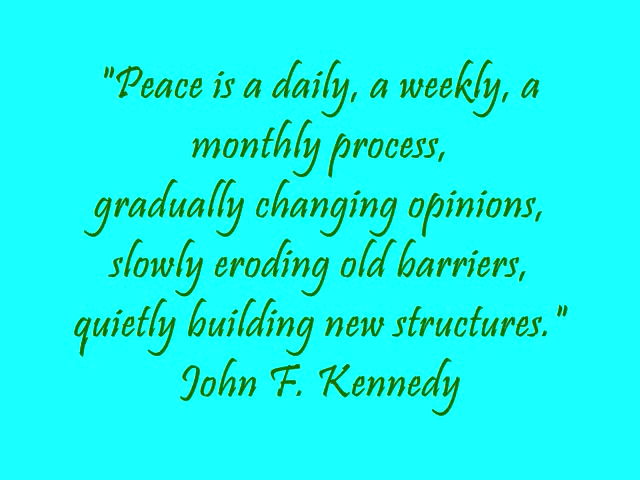 "Peace is a daily, a weekly, a
monthly process,
gradually changing opinions,
slowly eroding old barriers,
quietly building new structures."
John F. Kennedy